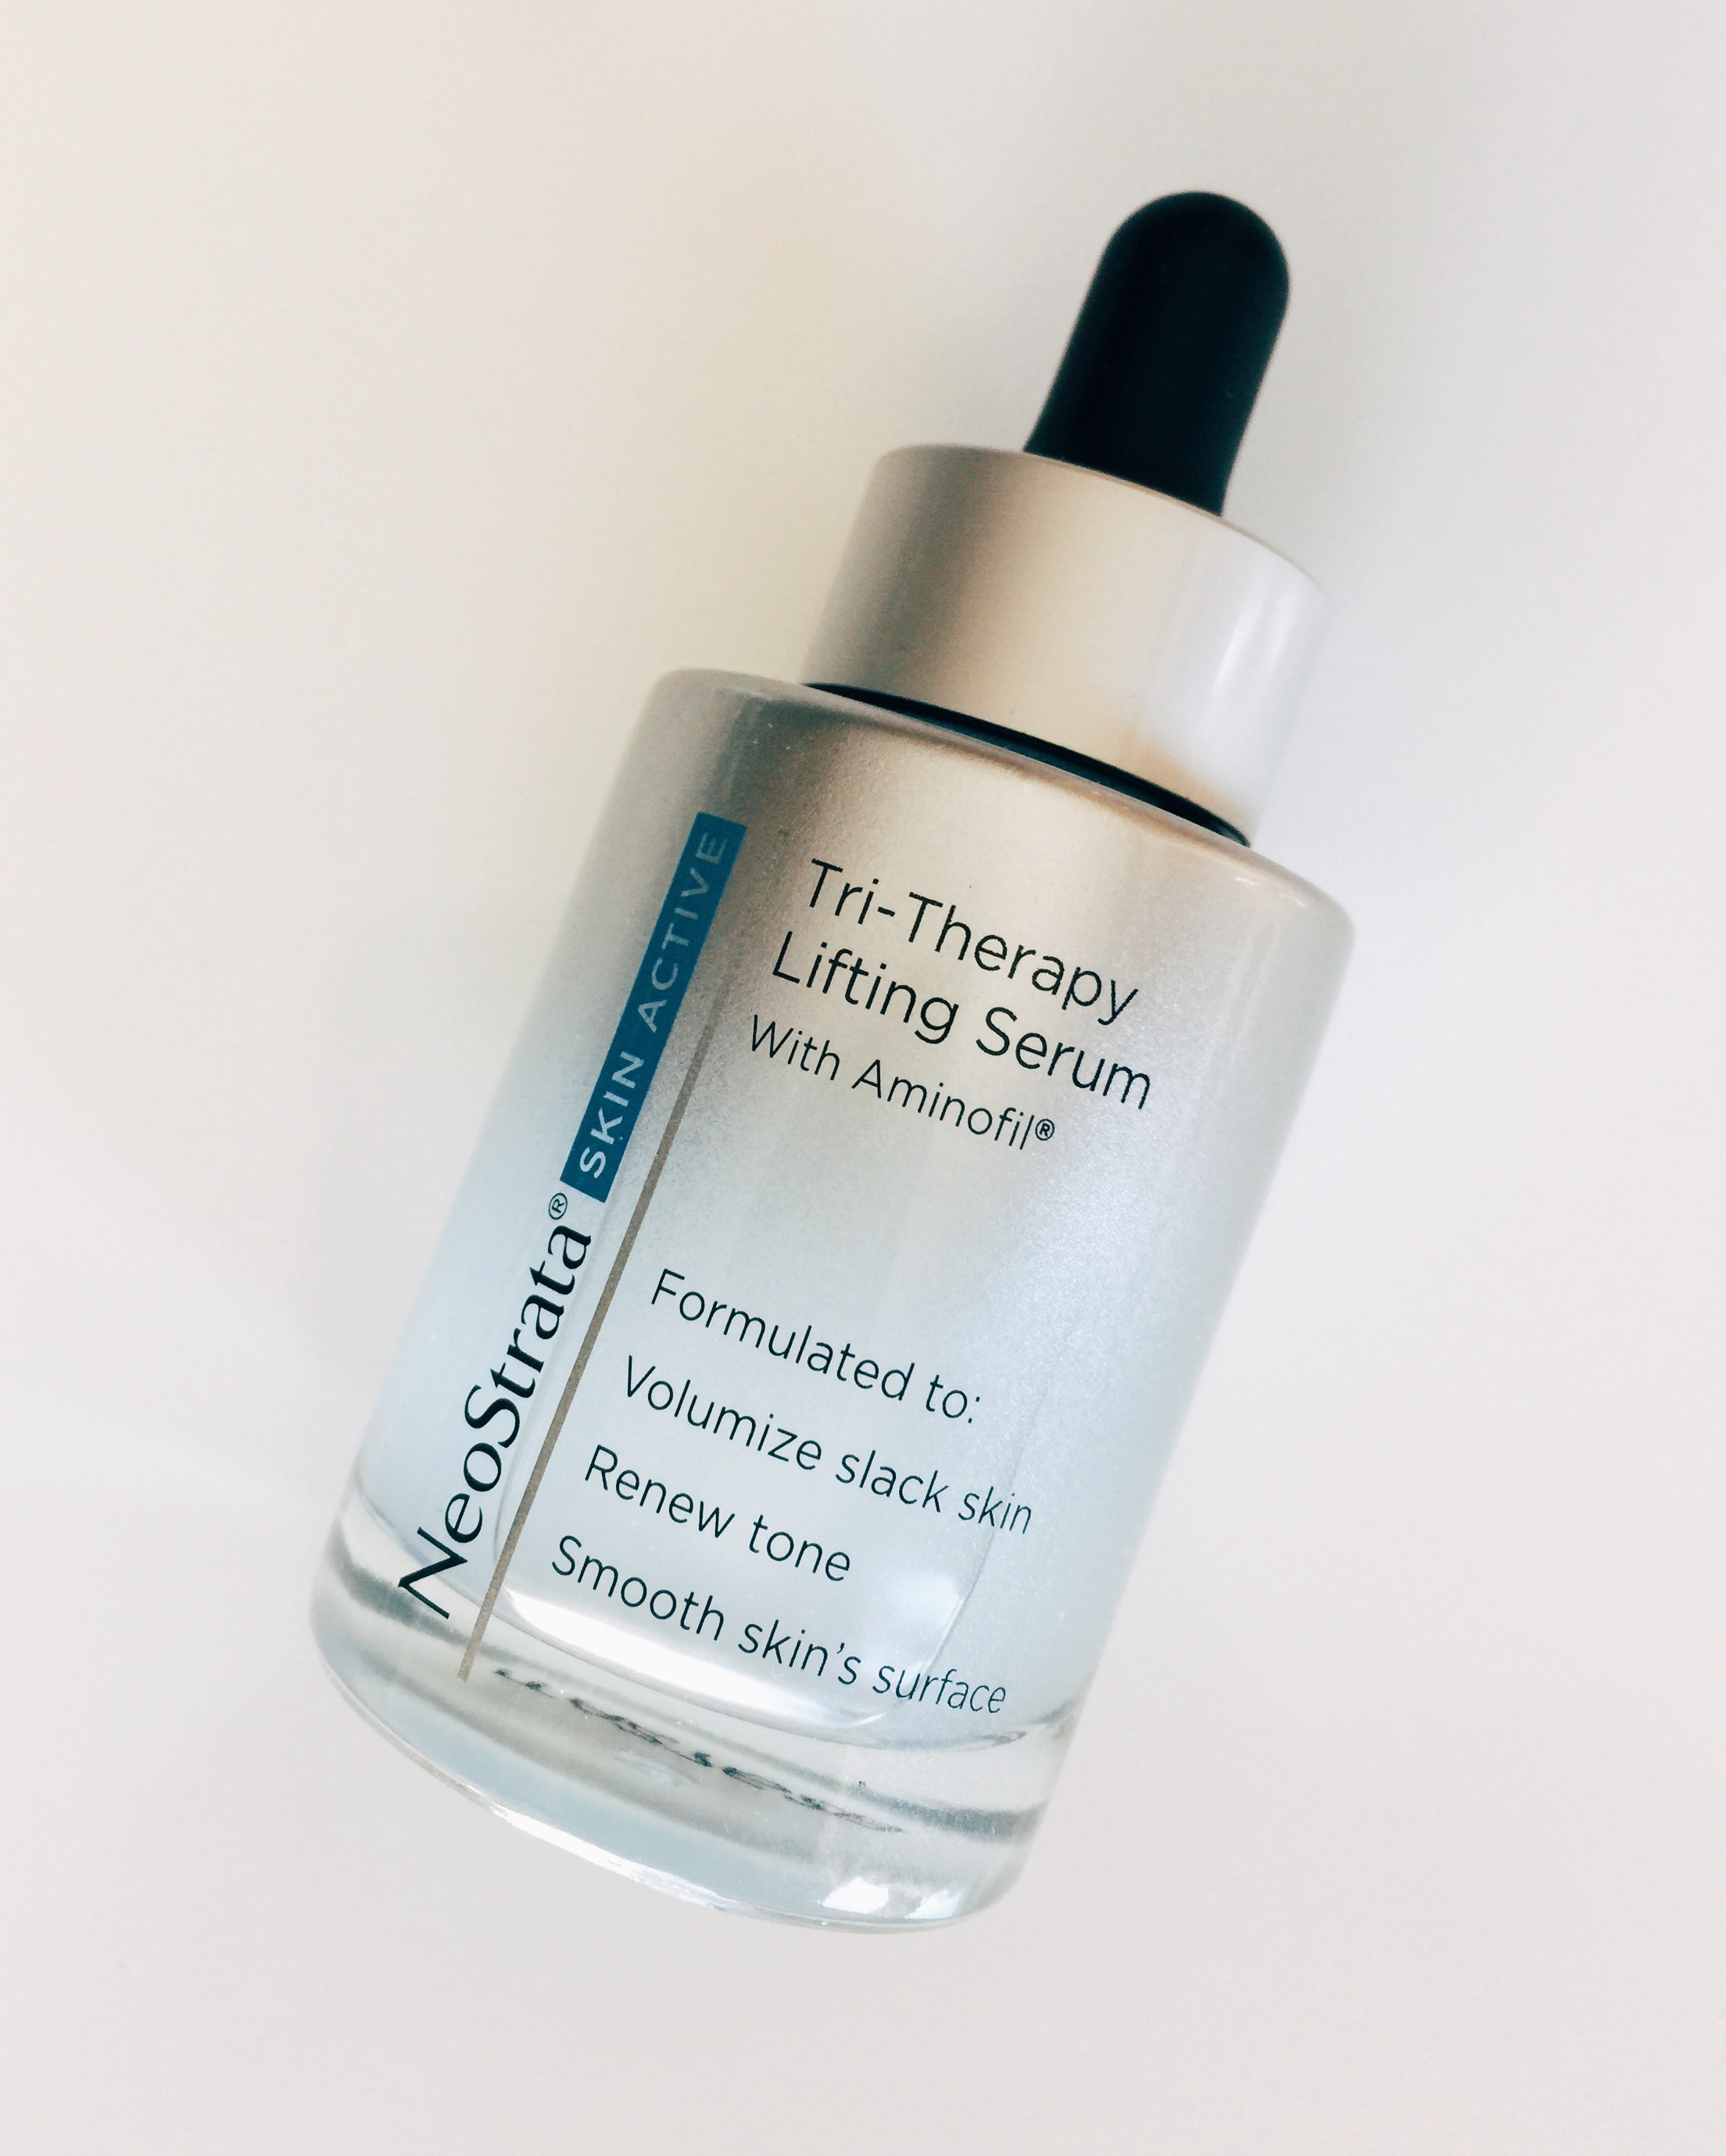 NeoStrata® SKIN ACTIVE
Tri-Therapy
Lifting Serum
With Aminofil®
Formulated to:
Volumize slack skin
Renew tone
Smooth skin's surface